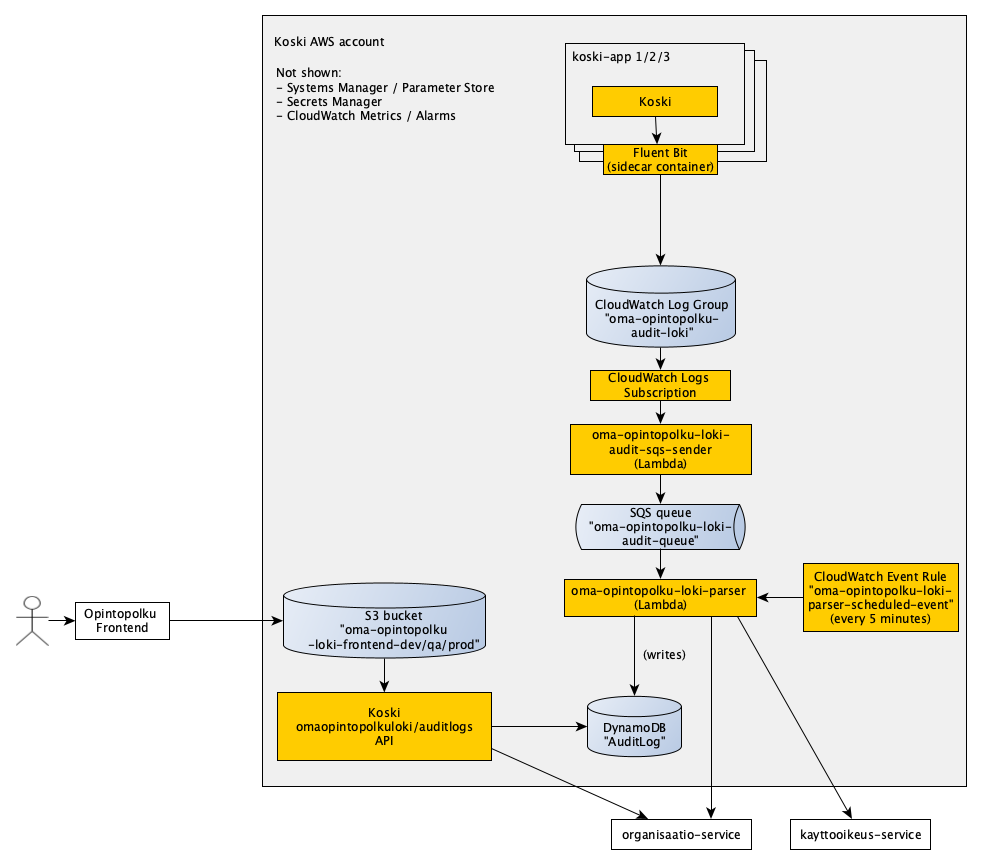 Koski AWS account
Not shown:
- Systems Manager / Parameter Store
- Secrets Manager
- CloudWatch Metrics / Alarms
koski-app 1/2/3
Koski
Fluent Bit
(sidecar container)
CloudWatch Log Group
"oma-opintopolku-
audit-loki"
CloudWatch Logs
Subscription
oma-opintopolku-loki-
audit-sqs-sender
(Lambda)
SQS queue
"oma-opintopolku-loki-
audit-queue"
oma-opintopolku-loki-parser
(Lambda)
CloudWatch Event Rule
"oma-opintopolku-loki-
parser-scheduled-event"
(every 5 minutes)
Opintopolku
Frontend
S3 bucket
"oma-opintopolku
-loki-frontend-dev/qa/prod"
(writes)
Koski
omaopintopolkuloki/auditlogs
API
DynamoDB
"AuditLog"
organisaatio-service
kayttooikeus-service